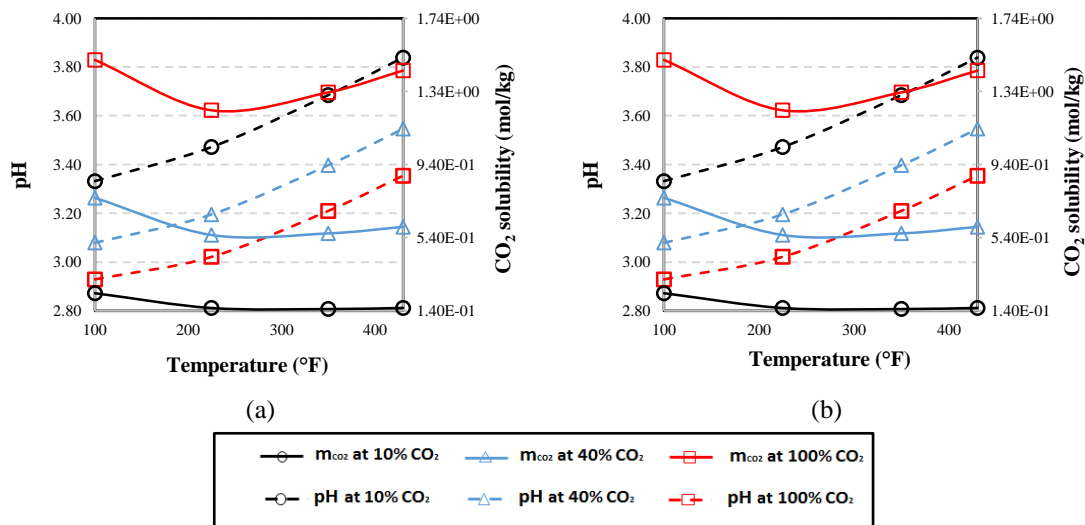 4.00
3.80
3.60
3.40
3.20
3.00
2.80
pH
1.74E+00
1.34E+00
9.40E-01
5.40E-01
1.40E-01
CO2 solubility (mol/kg)
100 200 300 400
Temperature (°F)
(a)
4.00
3.80
3.60
3.40
3.20
3.00
2.80
pH
1.74E+00
1.34E+00
9.40E-01
5.40E-01
1.40E-01
CO2 solubility (mol/kg)
100 200 300 400
Temperature (°F)
(b)
mCO2 at 10% CO2 mCO2 at 40% CO2 mCO2 at 100% CO2
pH at 10% CO2 pH at 40% CO2 pH at 100% CO2